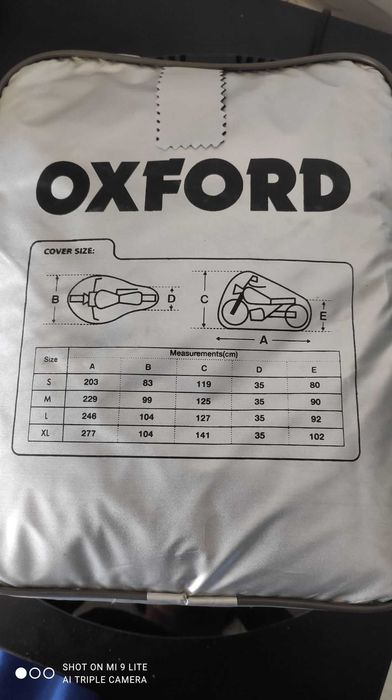 OXFORD
COVER SIZE:
B D C E
A
Size Measurements(cm)
A B C D E
S 203 83 119 35 80
M 229 99 125 35 90
L 246 104 127 35 92
XL 277 104 141 35 102
SHOT ON MI 9 LITE
AI TRIPLE CAMERA